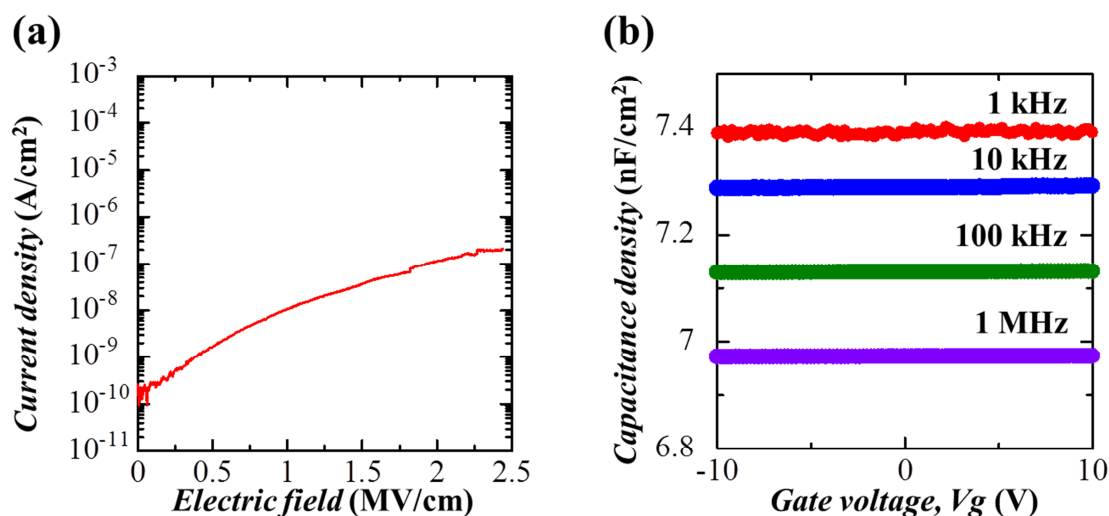 (a)
Current density (A/cm²)
10⁻³
10⁻⁴
10⁻⁵
10⁻⁶
10⁻⁷
10⁻⁸
10⁻⁹
10⁻¹⁰
10⁻¹¹
0 0.5 1 1.5 2 2.5
Electric field (MV/cm)
(b)
Capacitance density (nF/cm²)
7.4
7.2
7
6.8
1 kHz
10 kHz
100 kHz
1 MHz
-10 0 10
Gate voltage, Vg (V)